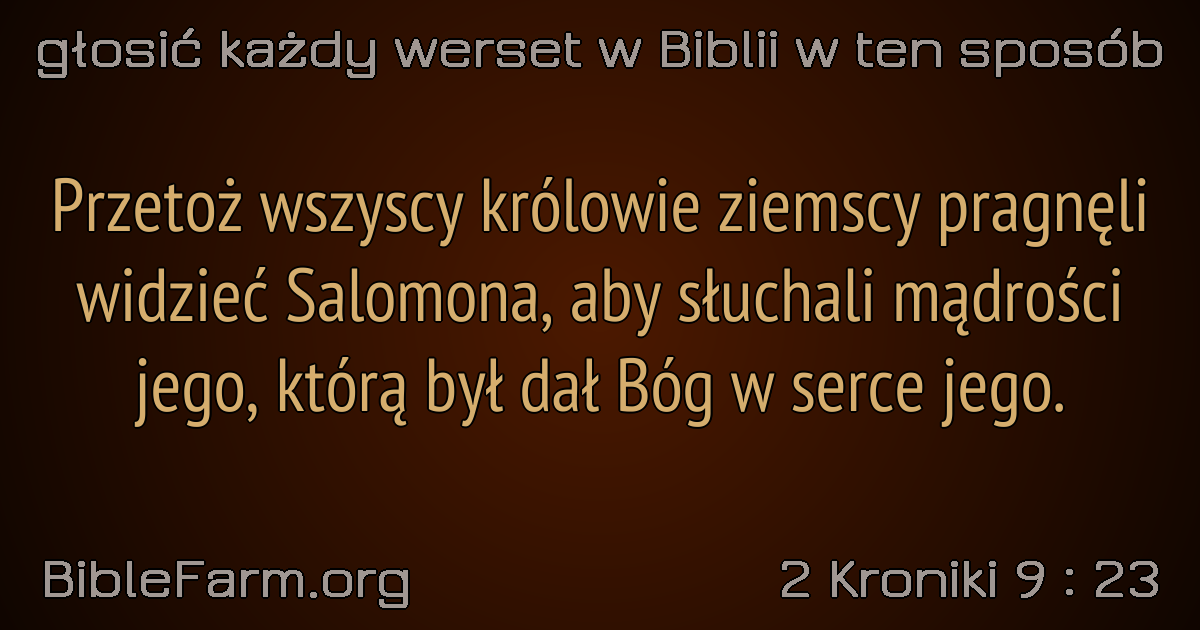 głosić każdy werset w Biblii w ten sposób
Przetoż wszyscy królowie ziemscy pragnęli
widzieć Salomona, aby słuchali mądrości
jego, którą był dał Bóg w serce jego.
BibleFarm.org
2 Kroniki 9 : 23